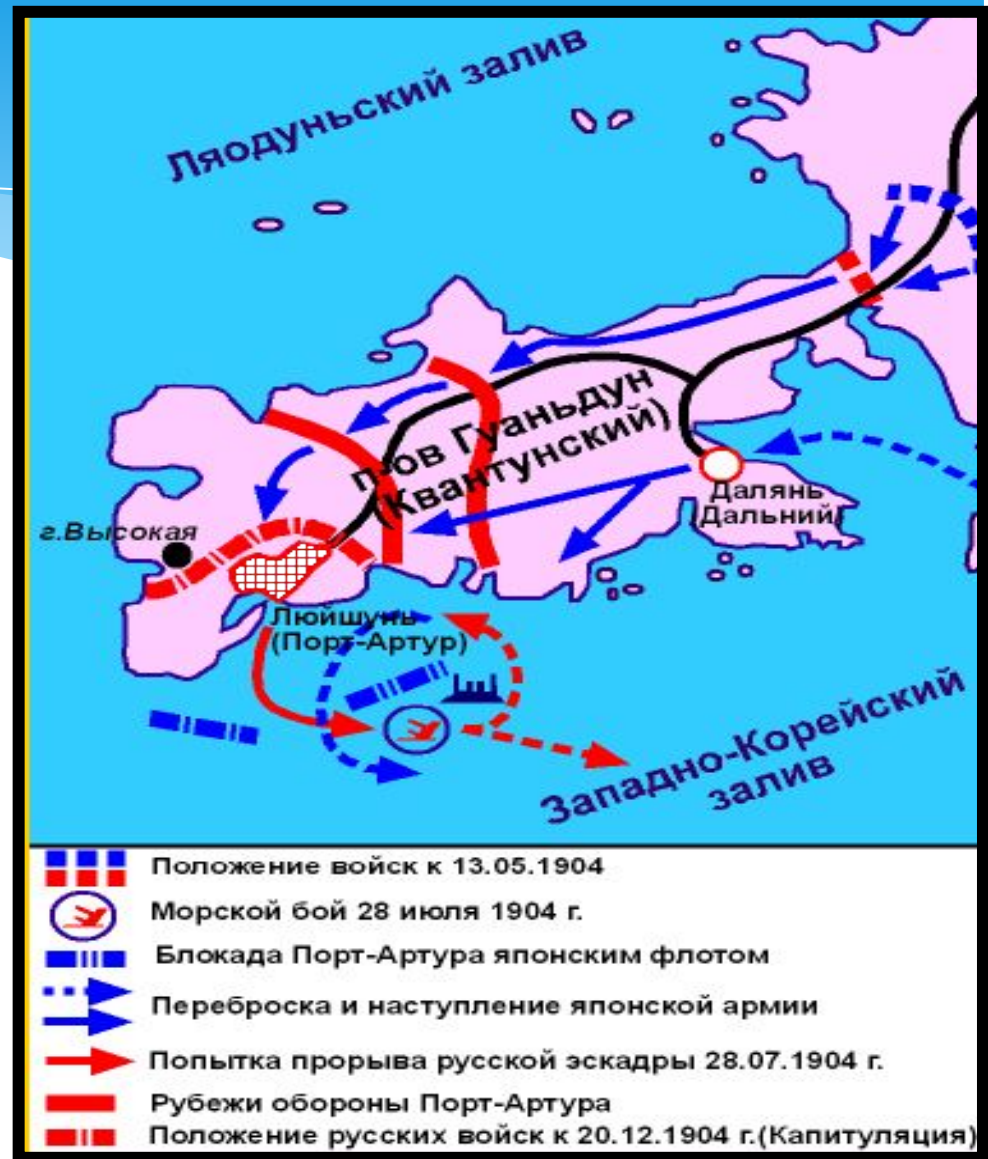 Ляодуньский залив
п-ов Гуаньдун
(Квантунский)
Далянь
(Дальний)
г.Высокая
Люйшунь
(Порт-Артур)
Западно-Корейский
залив
Положение войск к 13.05.1904
Морской бой 28 июля 1904 г.
Блокада Порт-Артура японским флотом
Переброска и наступление японской армии
Попытка прорыва русской эскадры 28.07.1904 г.
Рубежи обороны Порт-Артура
Положение русских войск к 20.12.1904 г.(Капитуляция)